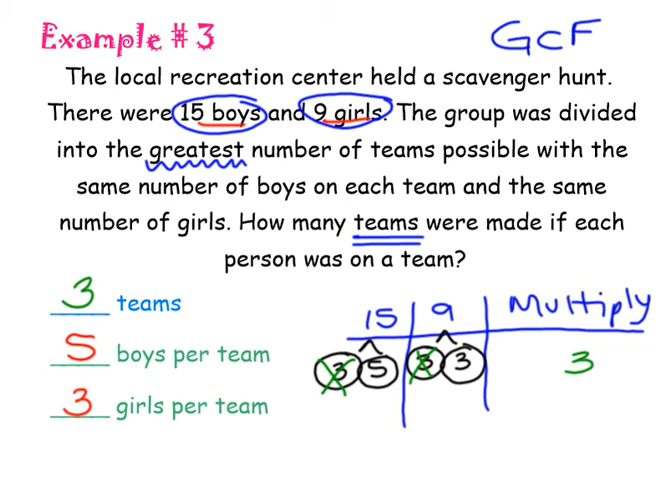 Example # 3
GCF
The local recreation center held a scavenger hunt.
There were 15 boys and 9 girls. The group was divided
into the greatest number of teams possible with the
same number of boys on each team and the same
number of girls. How many teams were made if each
person was on a team?
3 teams
5 boys per team
3 girls per team
15 9 Multiply
3 5 3 3 3